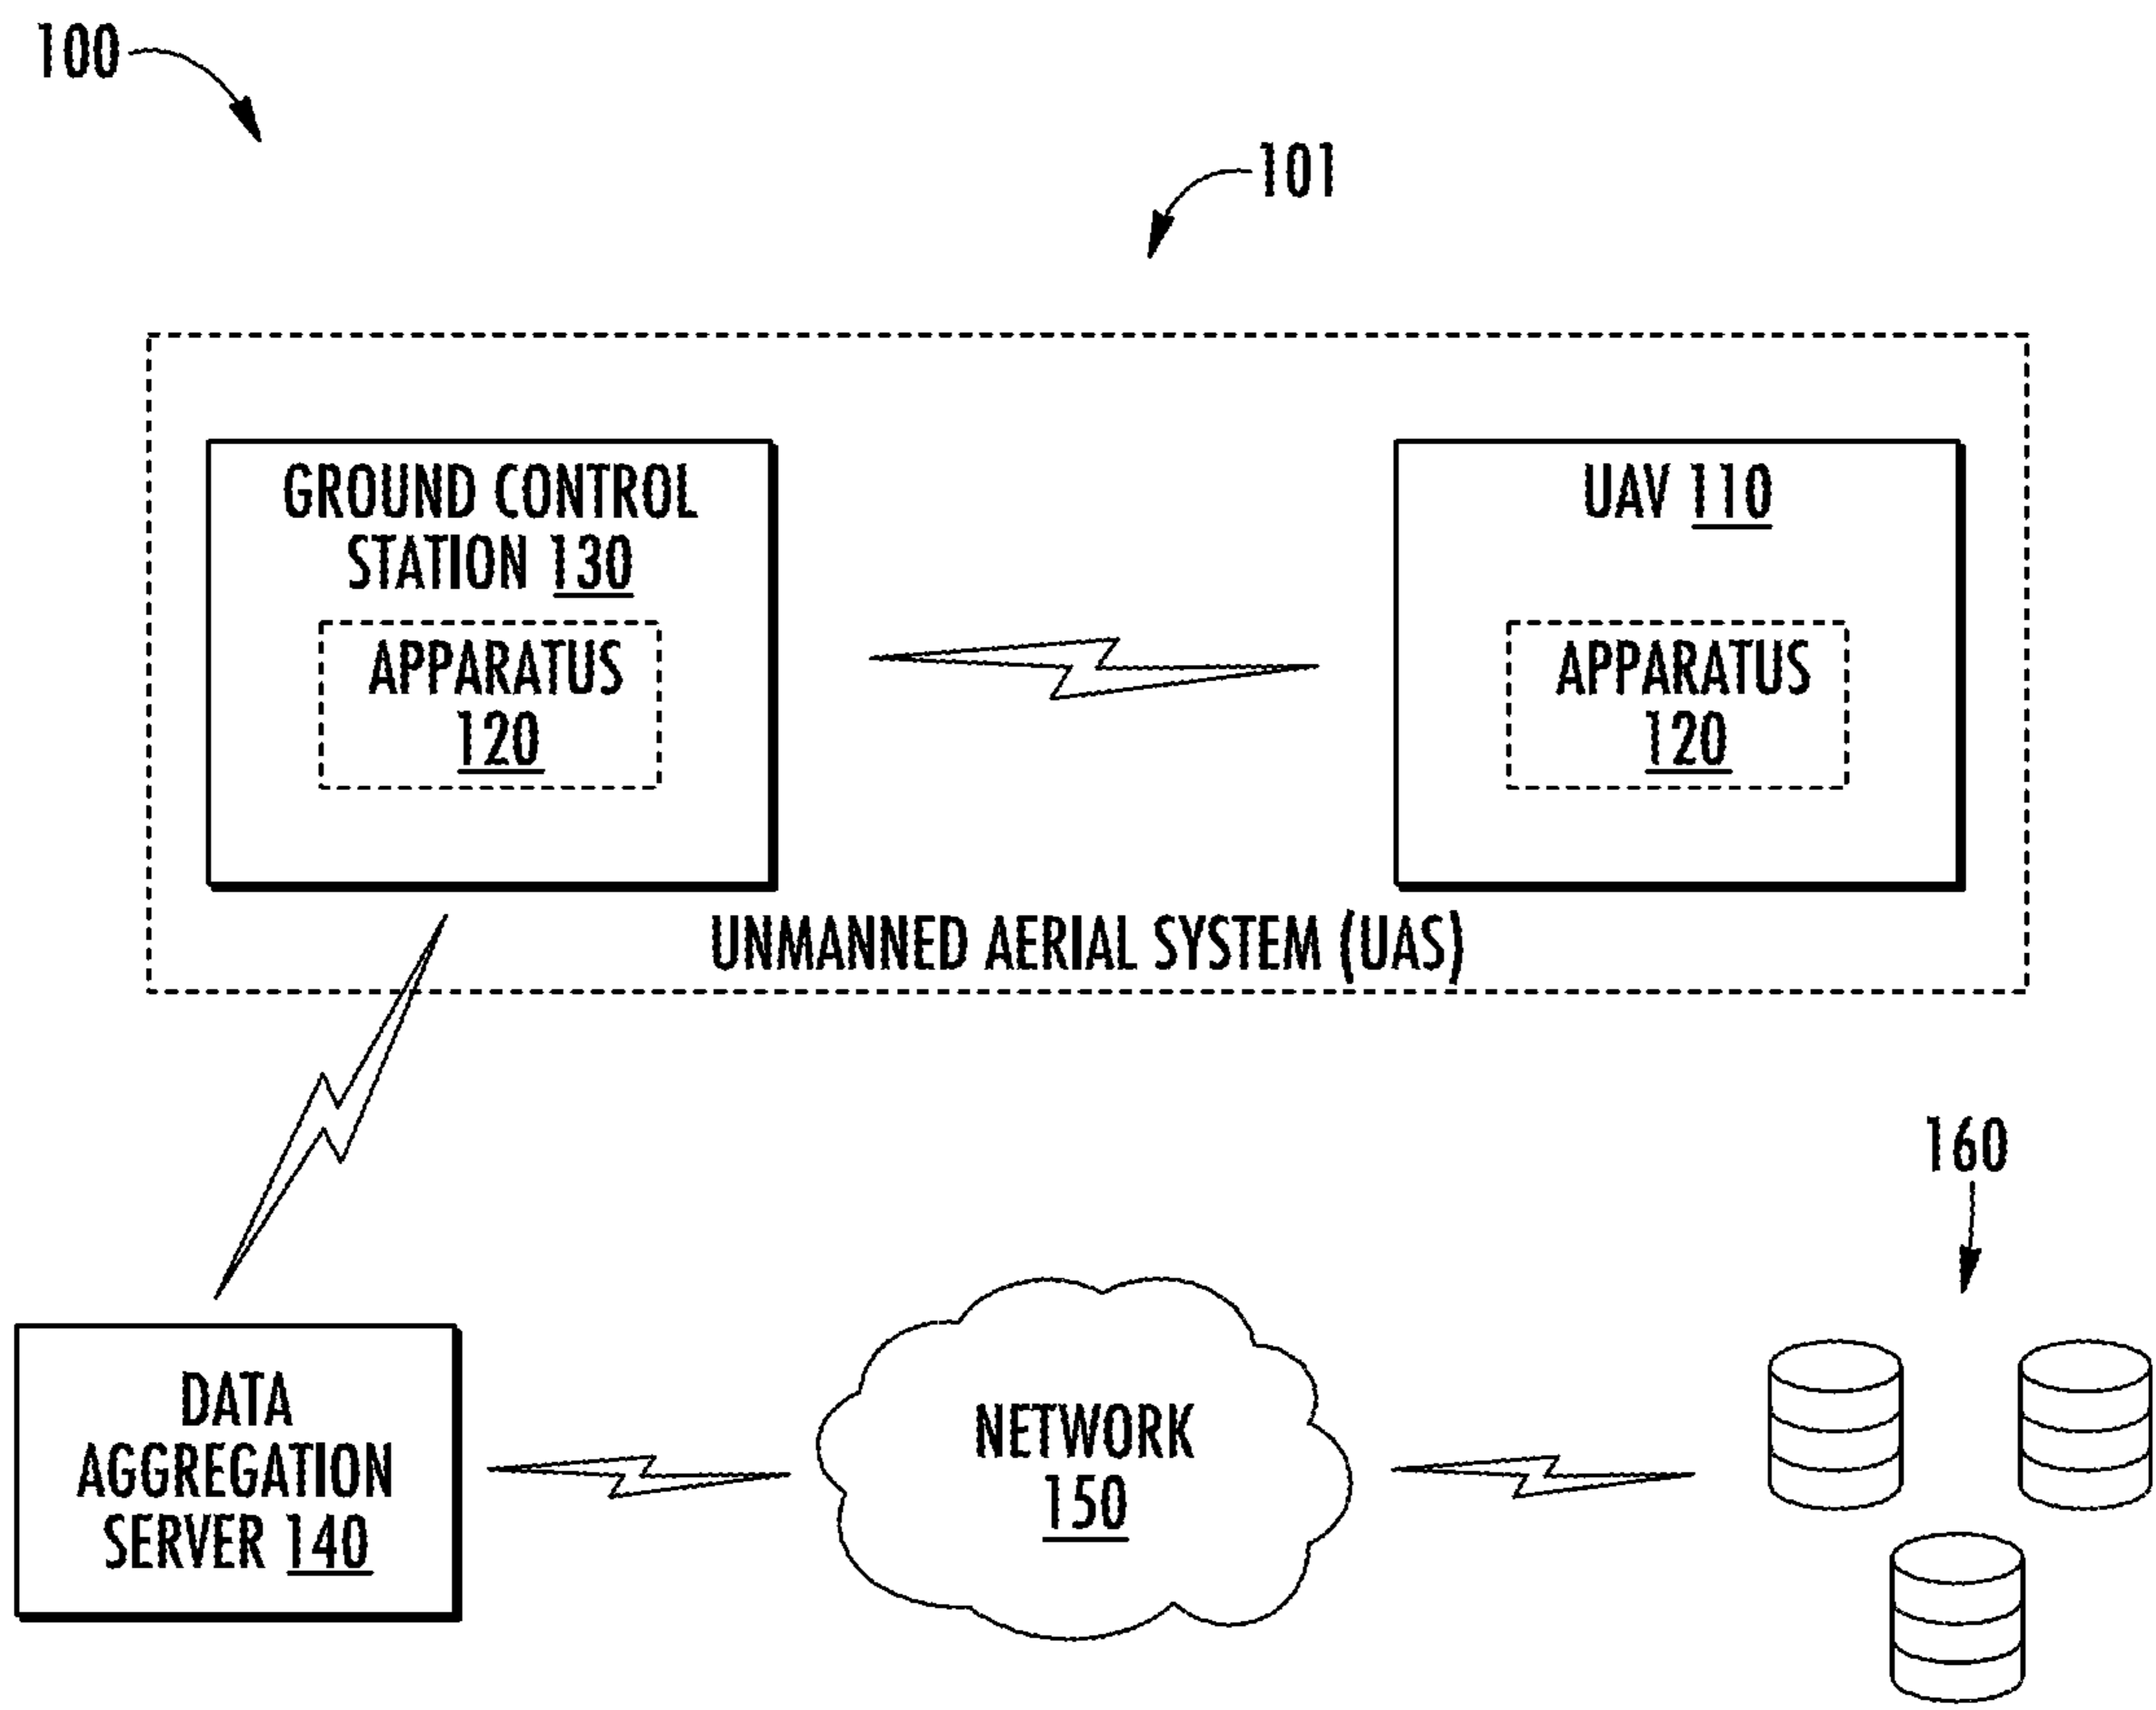 100
101
GROUND CONTROL
STATION 130
APPARATUS
120
UAV 110
APPARATUS
120
UNMANNED AERIAL SYSTEM (UAS)
160
DATA
AGGREGATION
SERVER 140
NETWORK
150